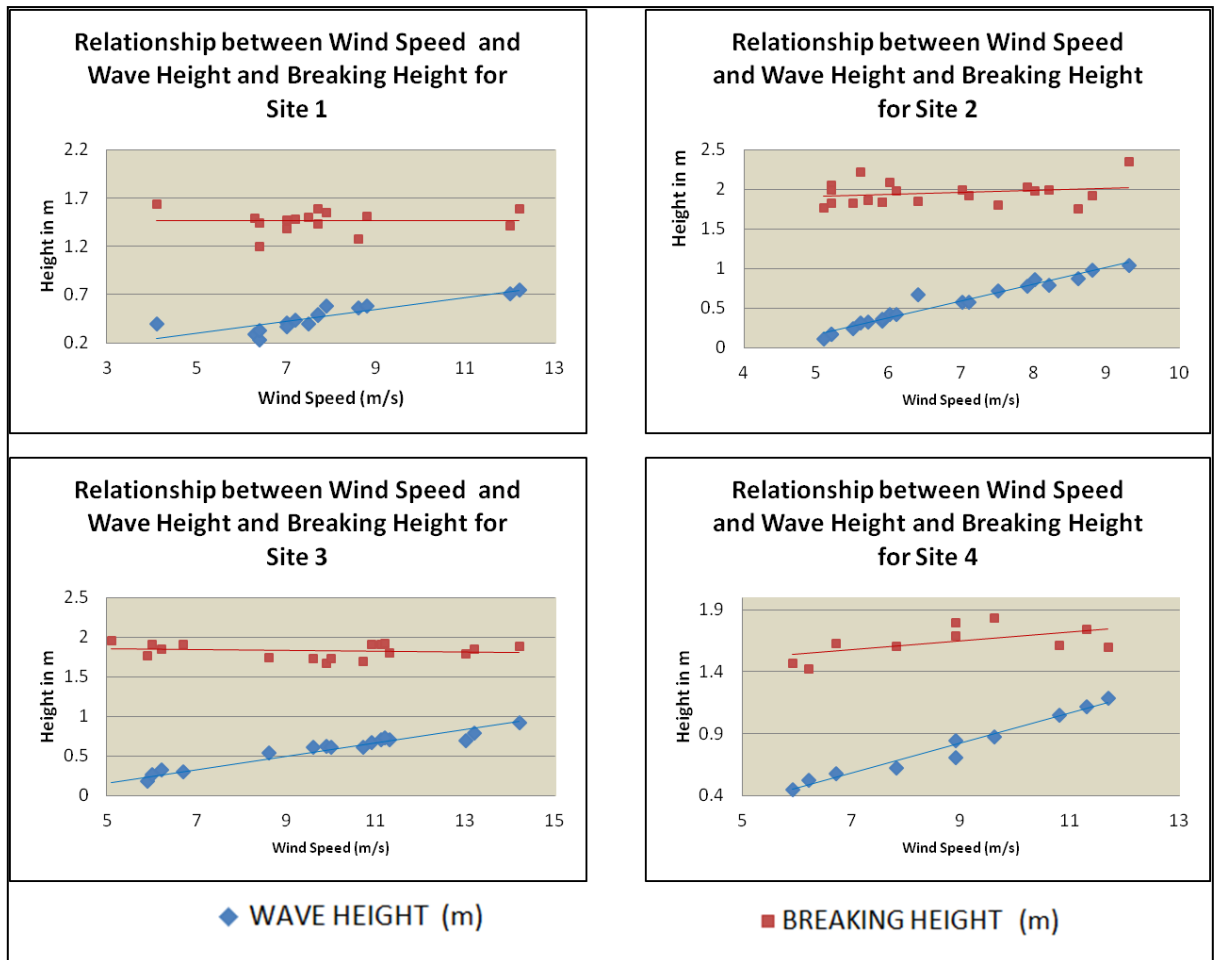 Relationship between Wind Speed and
Wave Height and Breaking Height for
Site 1
2.2
1.7
1.2
0.7
0.2
Height in m
3 5 7 9 11 13
Wind Speed (m/s)
Relationship between Wind Speed
and Wave Height and Breaking Height
for Site 2
2.5
2
1.5
1
0.5
0
Height in m
4 5 6 7 8 9 10
Wind Speed (m/s)
Relationship between Wind Speed and
Wave Height and Breaking Height for
Site 3
2.5
2
1.5
1
0.5
0
Height in m
5 7 9 11 13 15
Wind Speed (m/s)
Relationship between Wind Speed
and Wave Height and Breaking Height
for Site 4
1.9
1.4
0.9
0.4
Height in m
5 7 9 11 13
Wind Speed (m/s)
WAVE HEIGHT (m)
BREAKING HEIGHT (m)